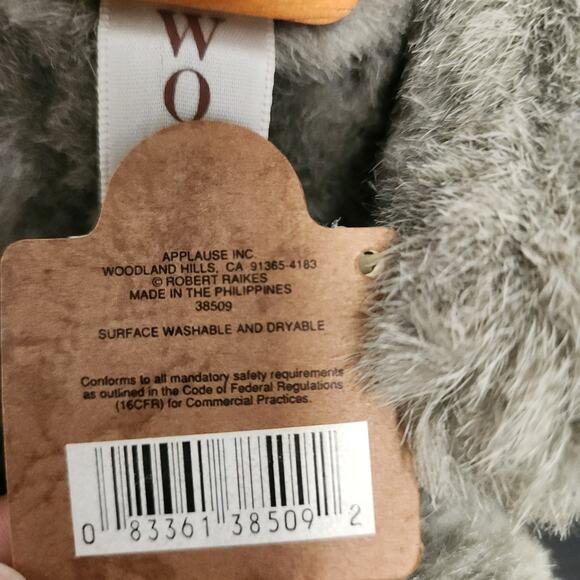 W
O
APPLAUSE INC
WOODLAND HILLS, CA 91365-4183
© ROBERT RAIKES
MADE IN THE PHILIPPINES
38509
SURFACE WASHABLE AND DRYABLE
Conforms to all mandatory safety requirements
as outlined in the Code of Federal Regulations
(16CFR) for Commercial Practices.
0 83361 38509 2